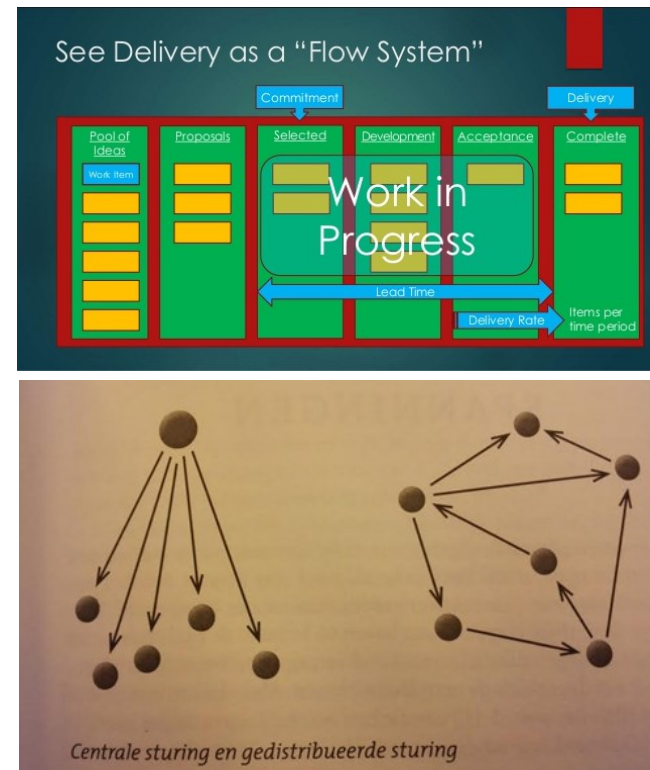 See Delivery as a “Flow System”
Commitment
Delivery
Pool of
Ideas
Proposals
Selected
Development
Acceptance
Complete
Work Item
Work in
Progress
Lead Time
Delivery Rate
Items per
time period
Centrale sturing en gedistribueerde sturing